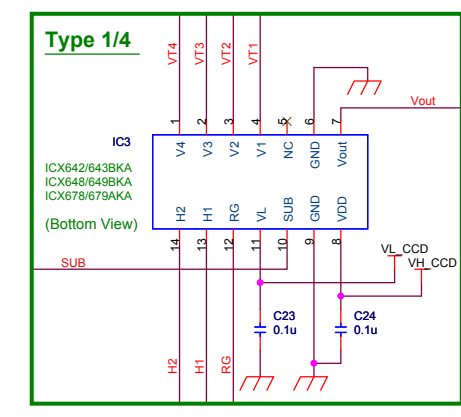 Type 1/4
VT4
VT3
VT2
VT1
Vout
IC3
1
2
3
4
5
6
7
V4
V3
V2
V1
NC
GND
Vout
ICX642/643BKA
ICX648/649BKA
ICX678/679AKA
(Bottom View)
H2
H1
RG
VL
SUB
GND
VDD
14
13
12
11
10
9
8
SUB
VL_CCD
VH_CCD
C23
0.1u
C24
0.1u
H2
H1
RG